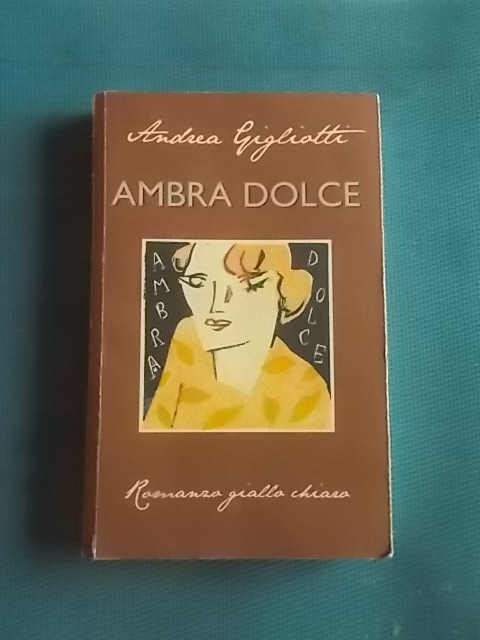 Andrea Gigliotti
AMBRA DOLCE
AMBRA
DOLCE
Romanzo giallo chiaro